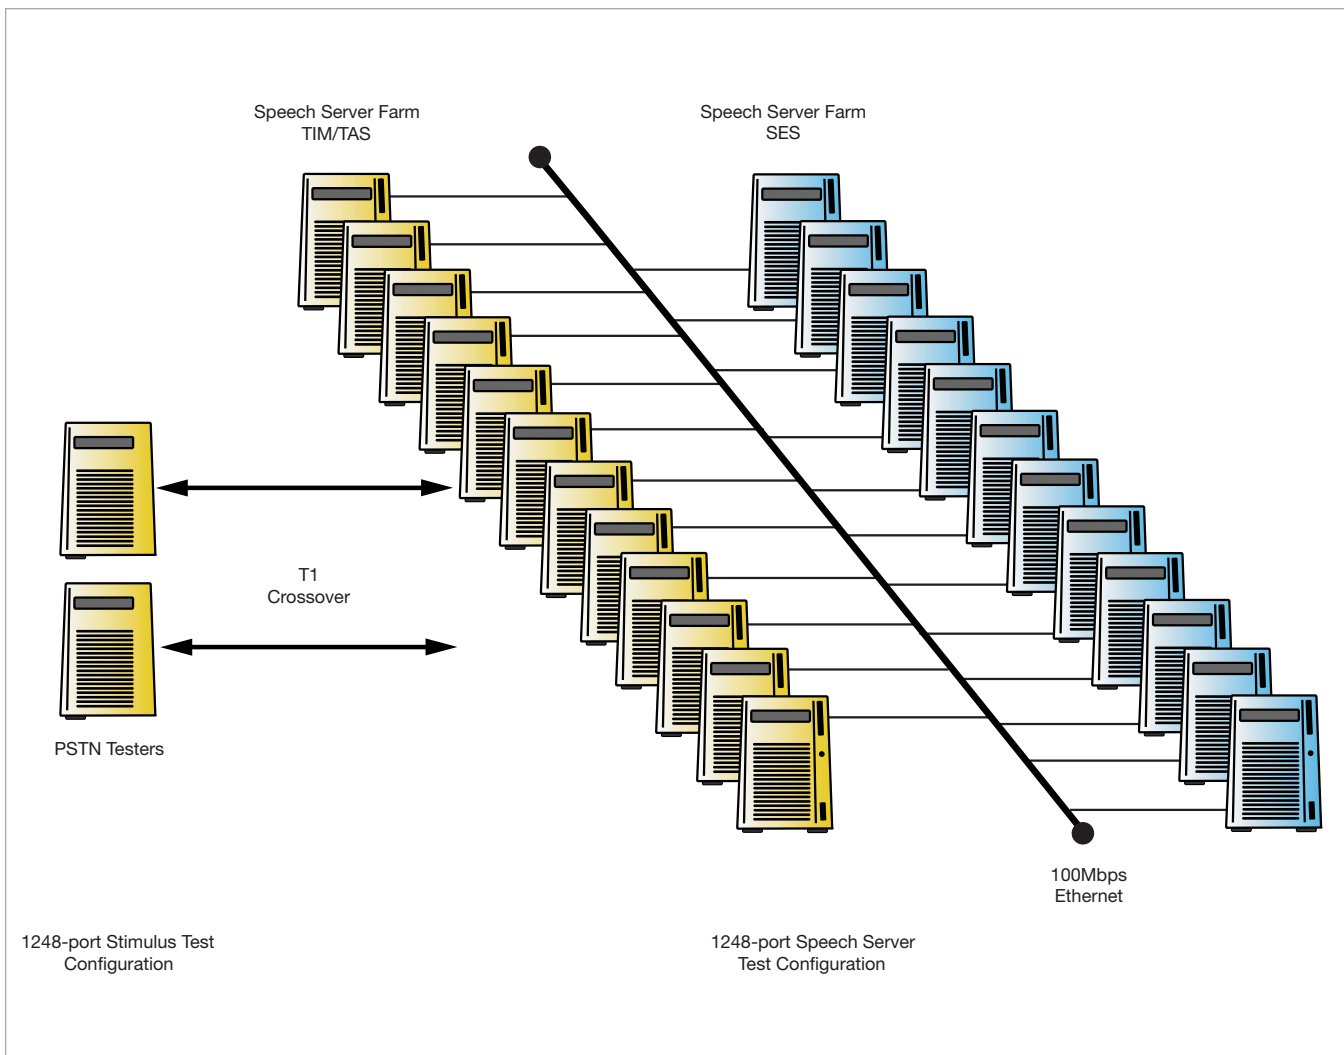 Speech Server Farm
TIM/TAS
Speech Server Farm
SES
T1
Crossover
PSTN Testers
100Mbps
Ethernet
1248-port Stimulus Test
Configuration
1248-port Speech Server
Test Configuration